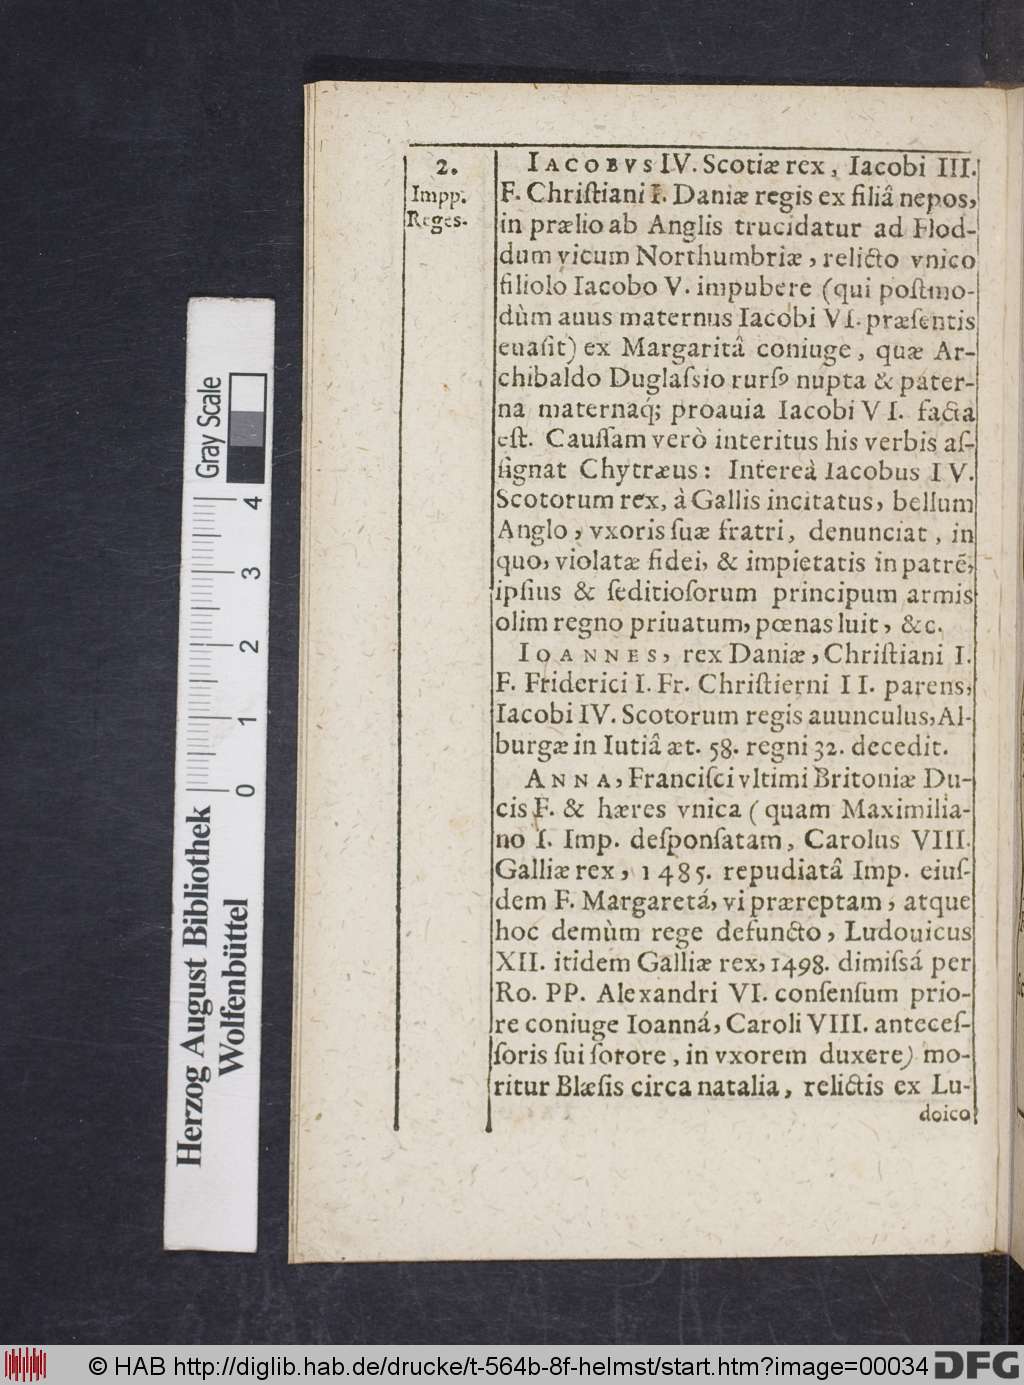 2.
Impp.
Reges.
IACOBVS IV. Scotiæ rex, Iacobi III.
F. Chriſtiani I. Daniæ regis ex filiâ nepos,
in prælio ab Anglis trucidatur ad Flod-
dum vicum Northumbriæ, relicto vnico
filiolo Iacobo V. impubere (qui poſtmo-
dùm auus maternus Iacobi VI. præſentis
euaſit) ex Margaritâ coniuge, quæ Ar-
chibaldo Duglaſsio rurſꝰ nupta & pater-
na maternaq́; proauia Iacobi VI. facta
eſt. Cauſſam verò interitus his verbis aſ-
ſignat Chytræus: Intereà Iacobus IV.
Scotorum rex, à Gallis incitatus, bellum
Anglo, vxoris ſuæ fratri, denunciat, in
quo, violatæ fidei, & impietatis in patrẽ,
ipſius & ſeditioſorum principum armis
olim regno priuatum, pœnas luit, &c.
IOANNES, rex Daniæ, Chriſtiani I.
F. Friderici I. Fr. Chriſtierni II. parens,
Iacobi IV. Scotorum regis auunculus, Al-
burgæ in Iutiâ æt. 58. regni 32. decedit.
ANNA, Franciſci vltimi Britoniæ Du-
cis F. & hæres vnica (quam Maximilia-
no I. Imp. deſponſatam, Carolus VIII.
Galliæ rex, 1485. repudiatâ Imp. eiuſ-
dem F. Margaretá, vi præreptam, atque
hoc demùm rege defuncto, Ludouicus
XII. itidem Galliæ rex, 1498. dimiſsá per
Ro. PP. Alexandri VI. conſenſum prio-
re coniuge Ioanná, Caroli VIII. anteceſ-
ſoris ſui ſorore, in vxorem duxere) mo-
ritur Blæſis circa natalia, relictis ex Lu-
doico
Gray Scale
4
3
2
1
0
Herzog August Bibliothek
Wolfenbüttel
© HAB http://diglib.hab.de/drucke/t-564b-8f-helmst/start.htm?image=00034
DFG